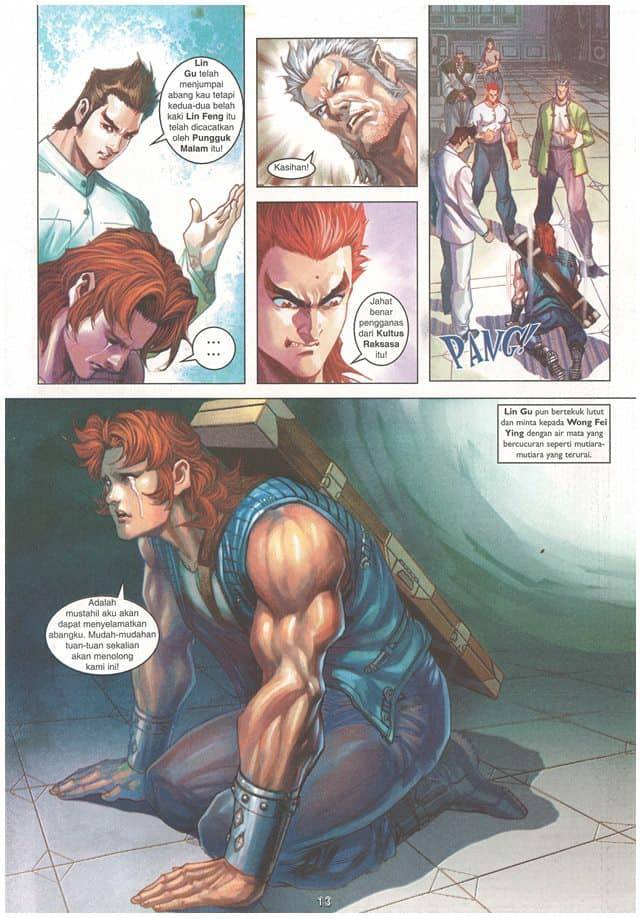 Lin
Gu telah
menjumpai
abang kau tetapi
kedua-dua belah
kaki Lin Feng itu
telah dicacatkan
oleh Pungguk
Malam itu!
...
...
Kasihan!
Jahat
benar
pengganas
dari Kultus
Raksasa
itu!
PANG!
Lin Gu pun bertekuk lutut
dan minta kepada Wong Fei
Ying dengan air mata yang
bercucuran seperti mutiara-
mutiara yang terurai.
Adalah
mustahil aku akan
dapat menyelamatkan
abangku. Mudah-mudahan
tuan-tuan sekalian
akan menolong
kami ini!
13